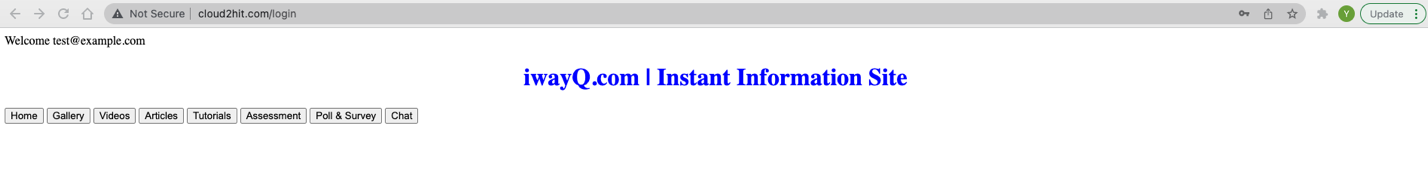 Not Secure | cloud2hit.com/login Y Update
Welcome test@example.com
iwayQ.com | Instant Information Site
Home Gallery Videos Articles Tutorials Assessment Poll & Survey Chat